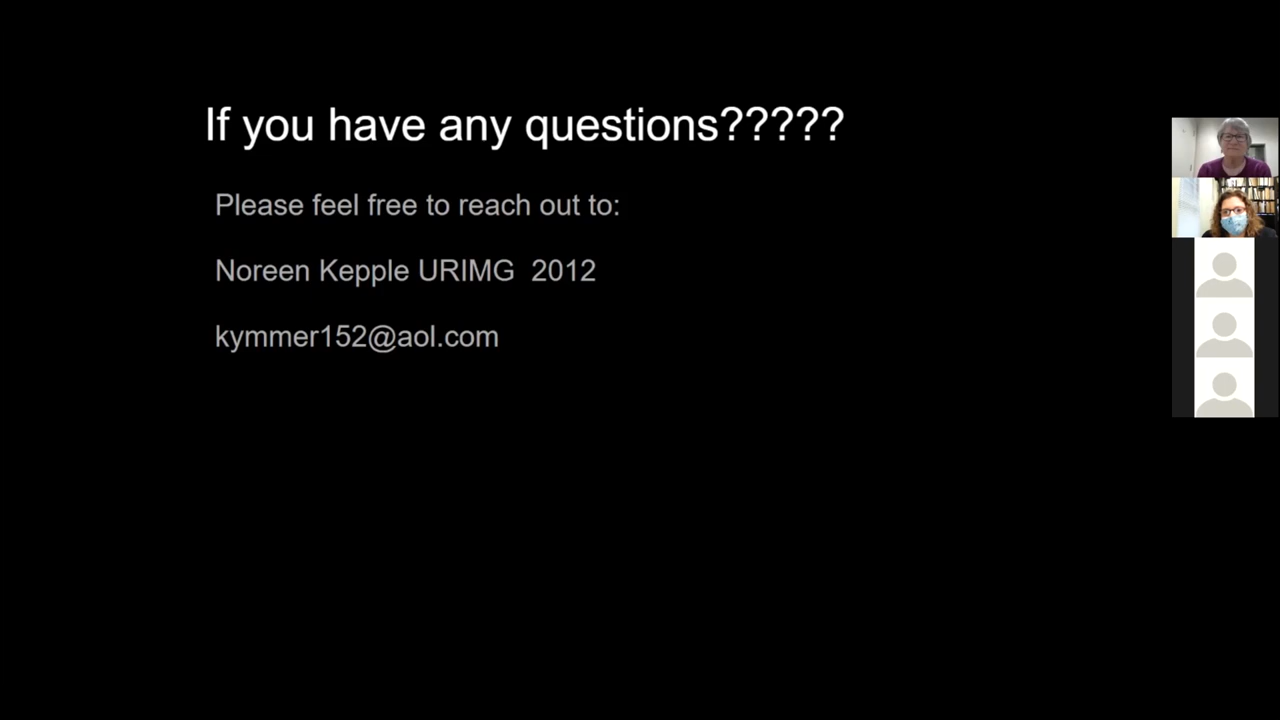 If you have any questions?????
Please feel free to reach out to:
Noreen Kepple URIMG  2012
kymmer152@aol.com